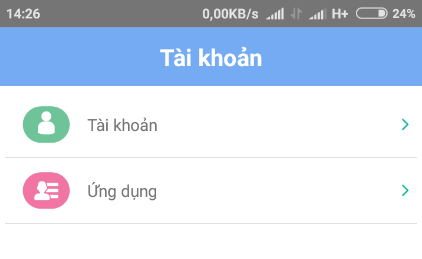 14:26 0,00KB/s H+ 24%
Tài khoản
Tài khoản
Ứng dụng